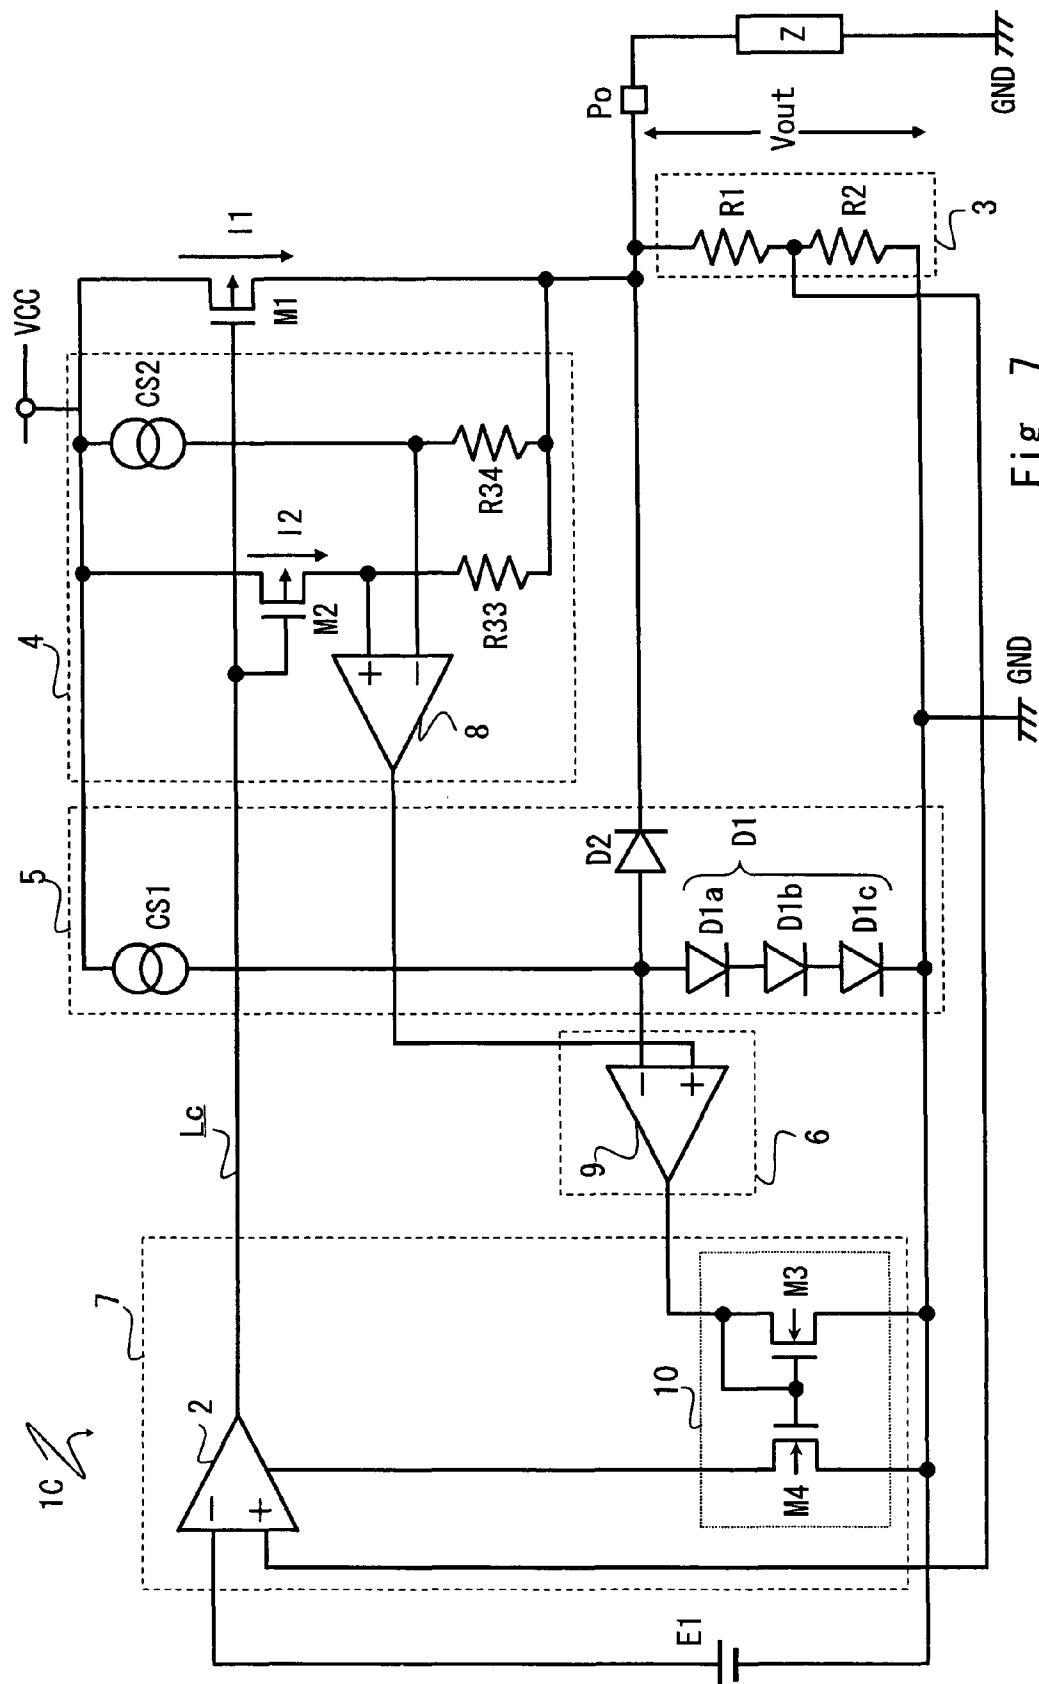 1C
7
2
Lc
5
CS1
4
VCC
CS2
I2
M2
R33
R34
8
M1
I1
E1
+
−
10
M4
M3
6
9
−
+
D2
D1a
D1b
D1c
D1
+
−
R1
R2
3
Po
Vout
Z
GND
GND
Fig. 7